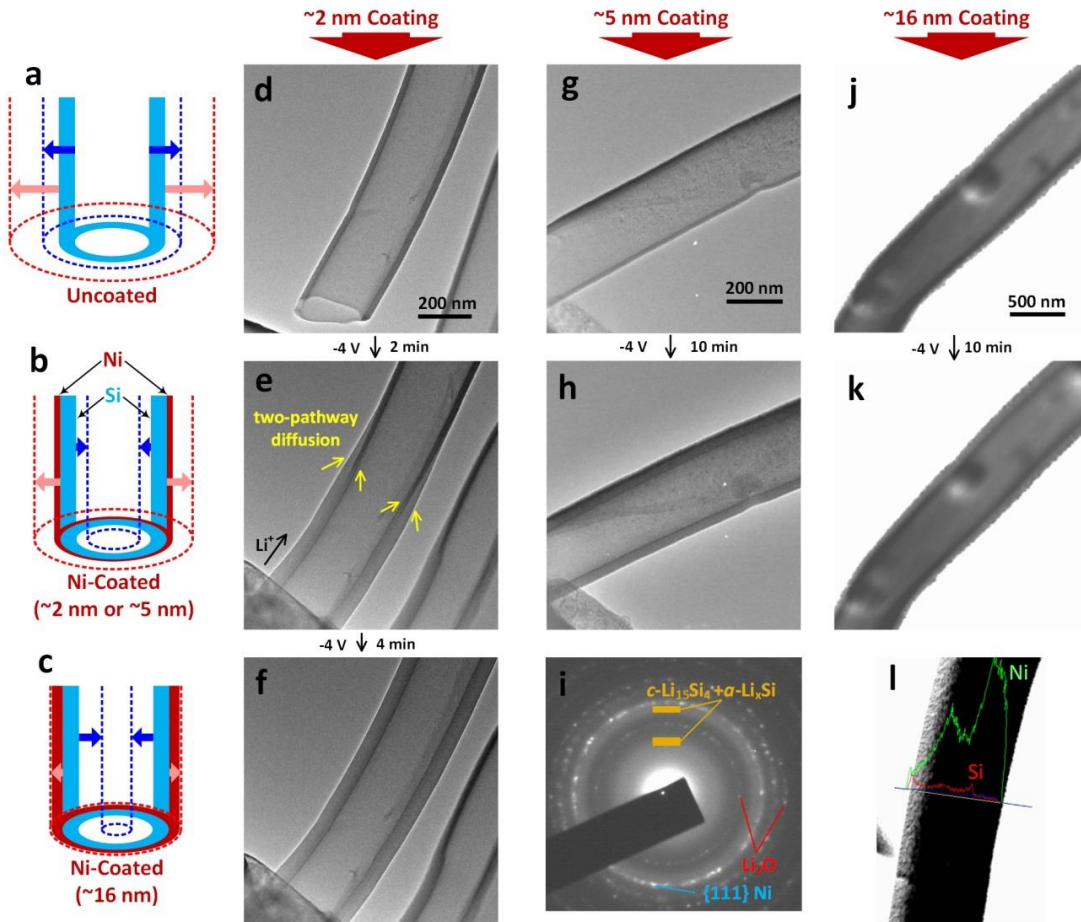 ~2 nm Coating
~5 nm Coating
~16 nm Coating
a
Uncoated
d
200 nm
g
200 nm
j
500 nm
-4 V 2 min
-4 V 10 min
-4 V 10 min
b
Ni
Si
Ni-Coated
(~2 nm or ~5 nm)
e
two-pathway
diffusion
Li⁺
h
k
-4 V 4 min
c
Ni-Coated
(~16 nm)
f
i
c-Li₁₅Si₄+a-LiₓSi
Li₂O
{111} Ni
l
Ni
Si